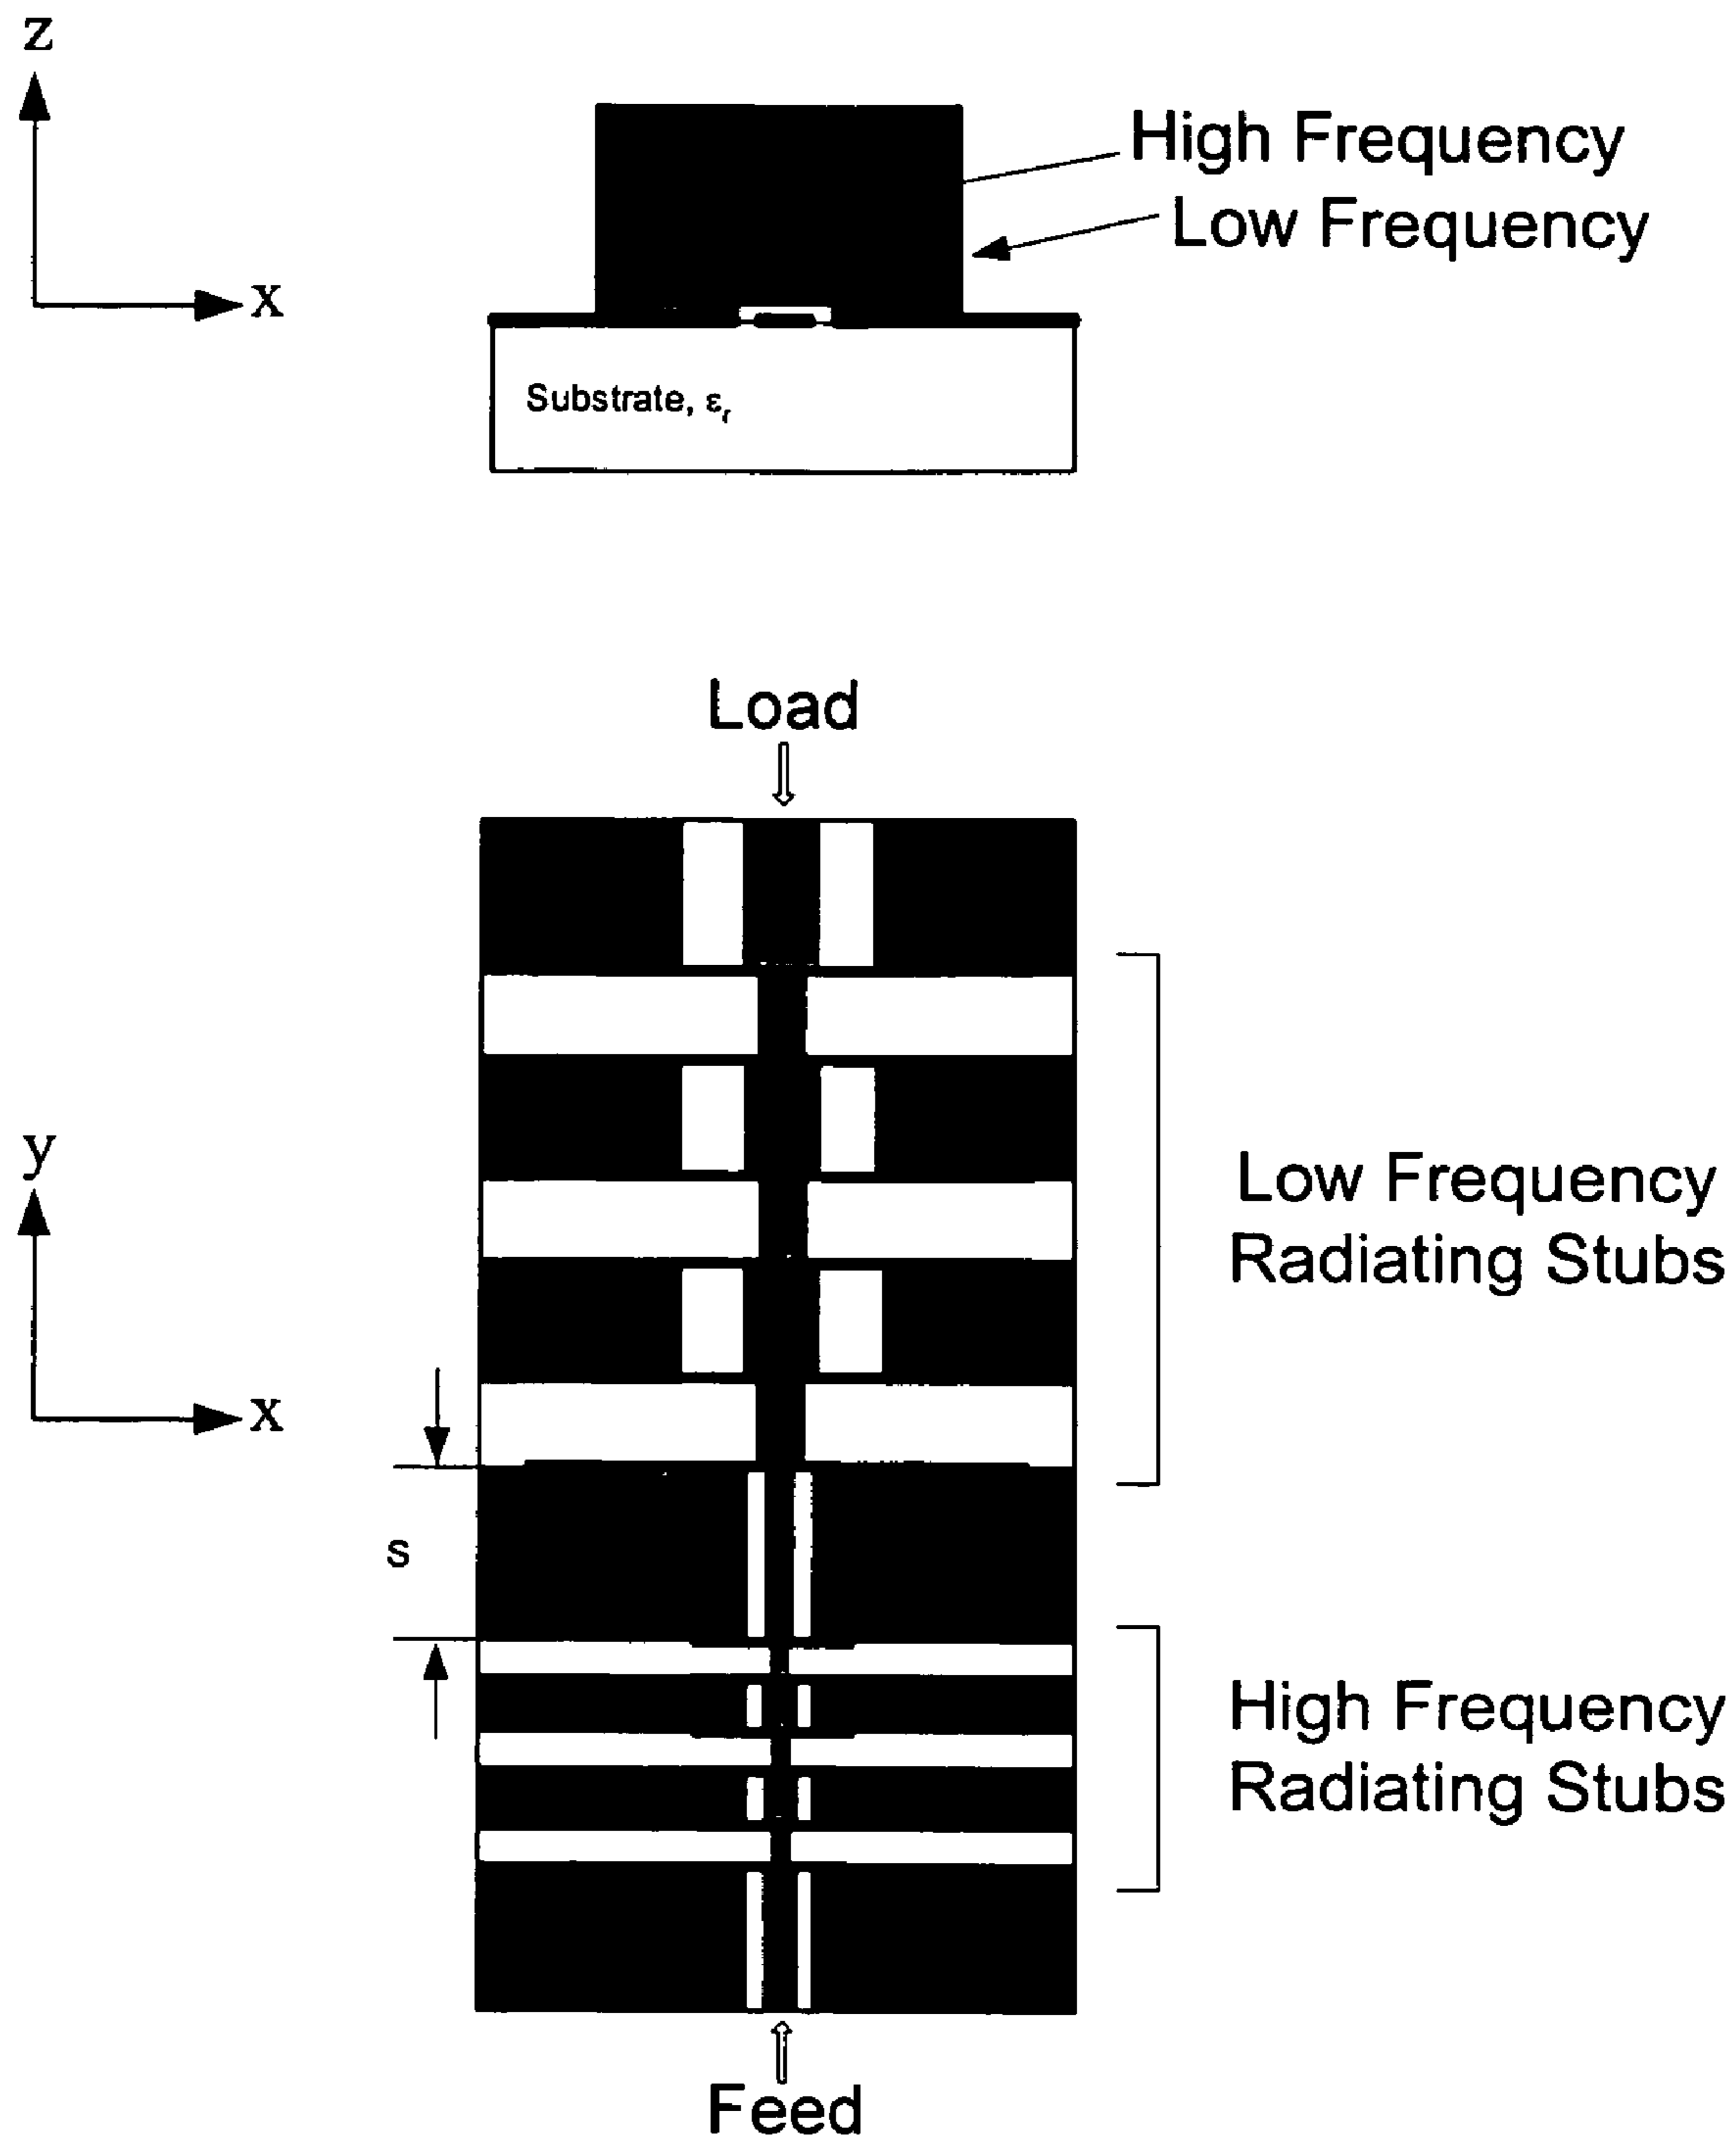 z
High Frequency
Low Frequency
x
Substrate, εr
Load
y
Low Frequency
Radiating Stubs
x
s
High Frequency
Radiating Stubs
Feed